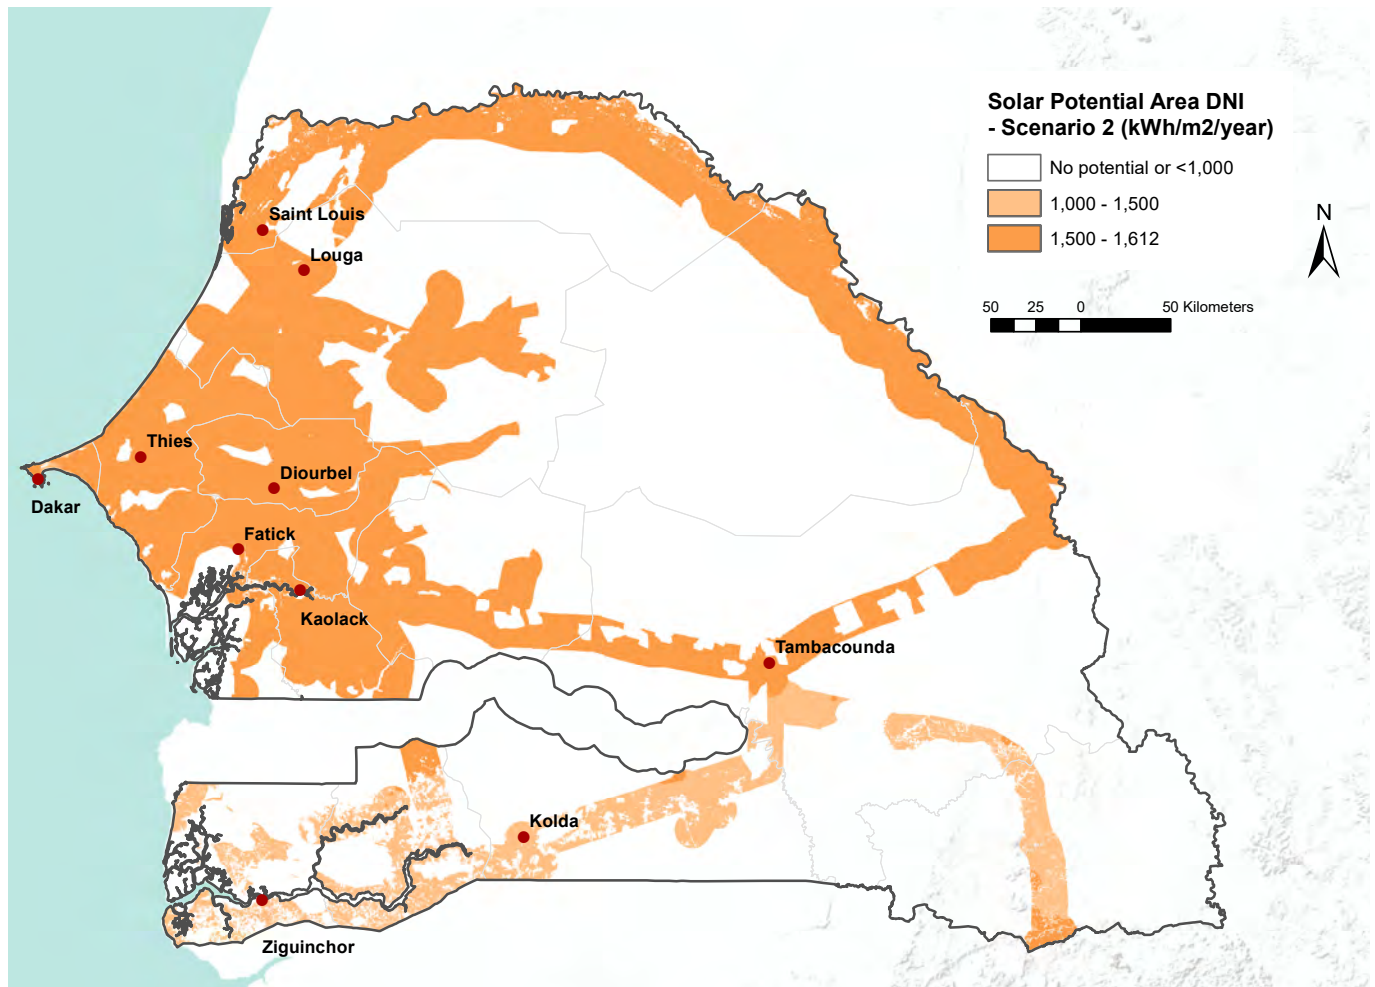 Solar Potential Area DNI
- Scenario 2 (kWh/m2/year)
No potential or <1,000
1,000 - 1,500
1,500 - 1,612
N
50 25 0 50 Kilometers
Saint Louis
Louga
Thies
Diourbel
Dakar
Fatick
Kaolack
Tambacounda
Kolda
Ziguinchor